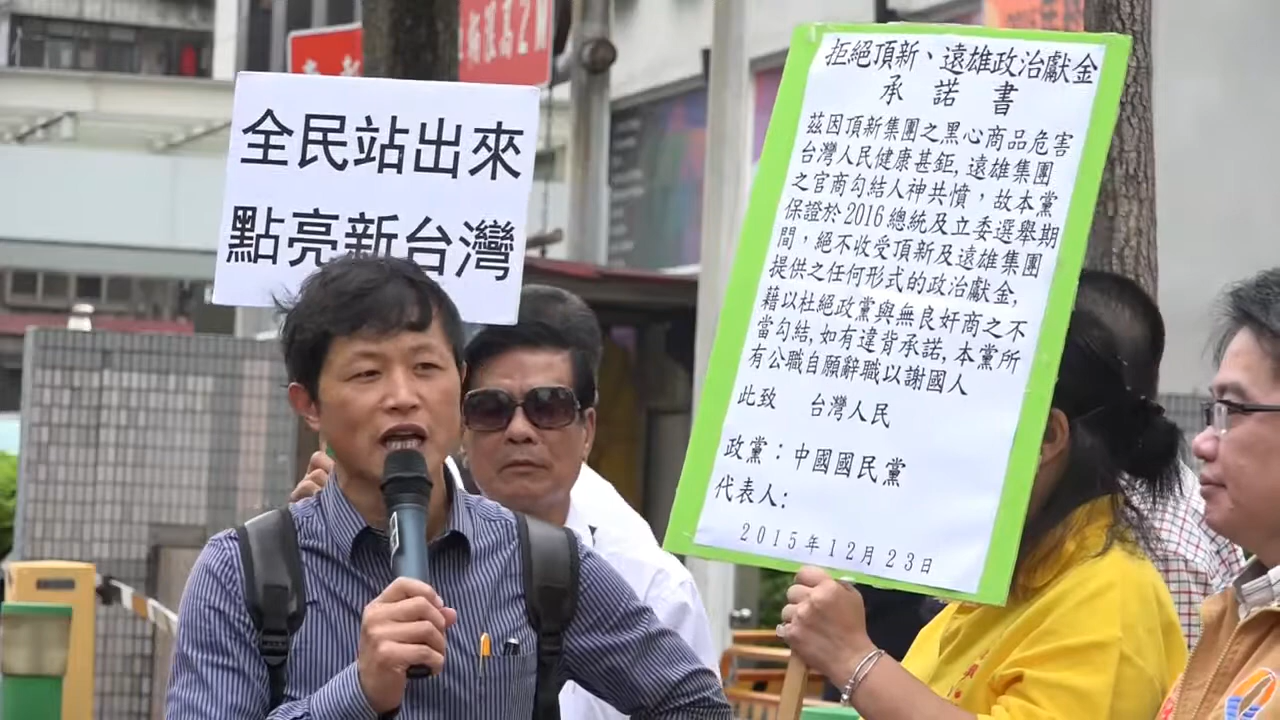 全民站出來
點亮新台灣
拒絕頂新、遠雄政治獻金
承諾書
茲因頂新集團之黑心商品危害
台灣人民健康甚鉅,遠雄集團
之官商勾結人神共憤，故本黨
保證於2016總統及立委選舉期
間，絕不收受頂新及遠雄集團
提供之任何形式的政治獻金,
藉以杜絕政黨與無良奸商之不
當勾結,如有違背承諾,本黨所
有公職自願辭職以謝國人
此致 台灣人民
政黨：中國國民黨
代表人:
2015年12月23日